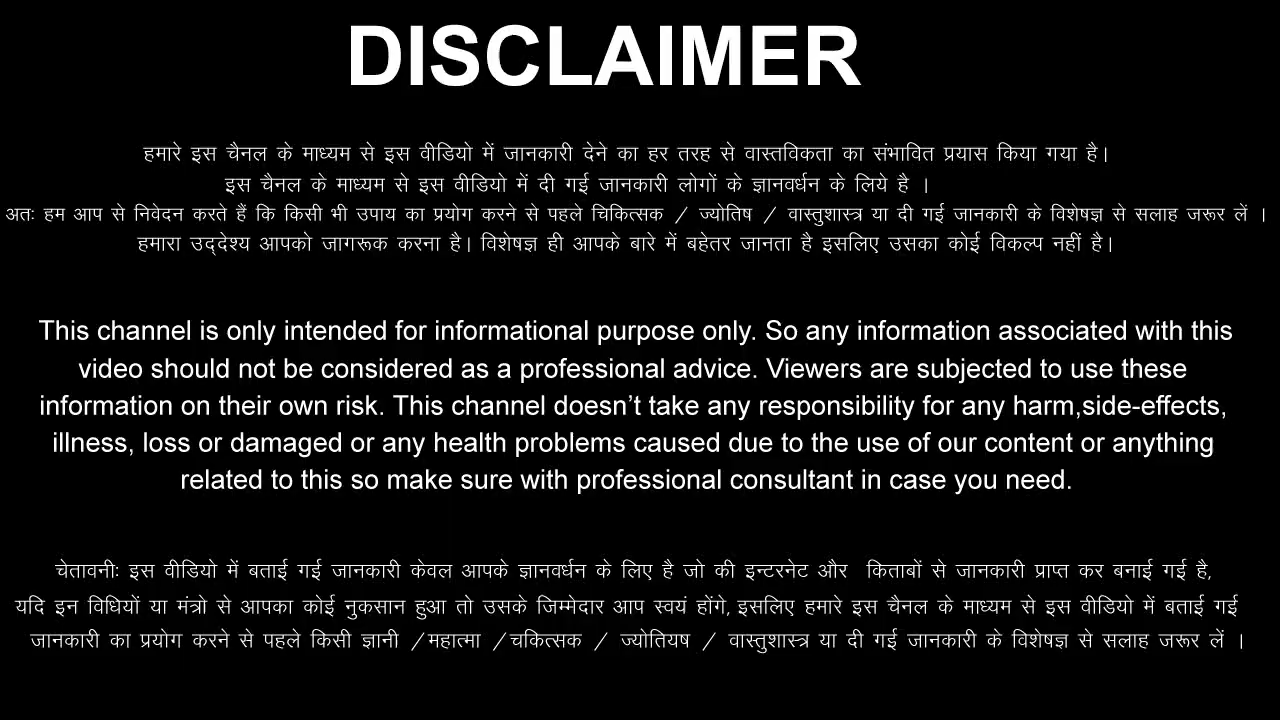 DISCLAIMER
हमारे इस चैनल के माध्यम से इस वीडियो में जानकारी देने का हर तरह से वास्तविकता का संभावित प्रयास किया गया है।
इस चैनल के माध्यम से इस वीडियो में दी गई जानकारी लोगों के ज्ञानवर्धन के लिये है ।
अतः हम आप से निवेदन करते हैं कि किसी भी उपाय का प्रयोग करने से पहले चिकित्सक / ज्योतिष / वास्तुशास्त्र या दी गई जानकारी के विशेषज्ञ से सलाह जरूर लें ।
हमारा उद्देश्य आपको जागरूक करना है। विशेषज्ञ ही आपके बारे में बहेतर जानता है इसलिए उसका कोई विकल्प नहीं है।
This channel is only intended for informational purpose only. So any information associated with this
video should not be considered as a professional advice. Viewers are subjected to use these
information on their own risk. This channel doesn’t take any responsibility for any harm,side-effects,
illness, loss or damaged or any health problems caused due to the use of our content or anything
related to this so make sure with professional consultant in case you need.
चेतावनीः इस वीडियो में बताई गई जानकारी केवल आपके ज्ञानवर्धन के लिए है जो की इन्टरनेट और किताबों से जानकारी प्राप्त कर बनाई गई है,
यदि इन विधियों या मंत्रो से आपका कोई नुकसान हुआ तो उसके जिम्मेदार आप स्वयं होंगे, इसलिए हमारे इस चैनल के माध्यम से इस वीडियो में बताई गई
जानकारी का प्रयोग करने से पहले किसी ज्ञानी /महात्मा /चकित्सक / ज्योतियष / वास्तुशास्त्र या दी गई जानकारी के विशेषज्ञ से सलाह जरूर लें ।